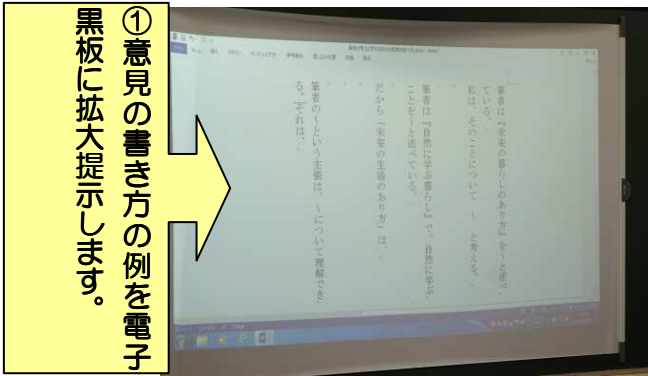 ①意見の書き方の例を電子
黒板に拡大提示します。
筆者は『未来の暮らしのあり方』を～と述べ
ている。
私は、そのことについて　～　と考える。
筆者は『自然に学ぶ暮らし』で、自然に学ぶ
ことを～と述べている。
だから「未来の生活のあり方」は、
筆者の～という主張は、～について理解でき
る。それは、